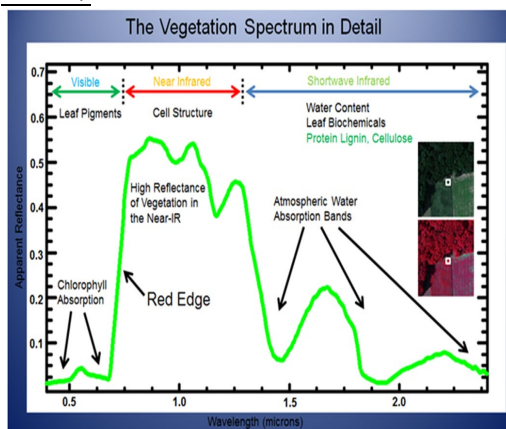 The Vegetation Spectrum in Detail
Visible
Near Infrared
Shortwave Infrared
Leaf Pigments
Cell Structure
Water Content
Leaf Biochemicals
Protein Lignin, Cellulose
High Reflectance
of Vegetation in
the Near-IR
Atmospheric Water
Absorption Bands
Chlorophyll
Absorption
Red Edge
Apparent Reflectance
0.7
0.6
0.5
0.4
0.3
0.2
0.1
0.5
1.0
1.5
2.0
Wavelength (microns)